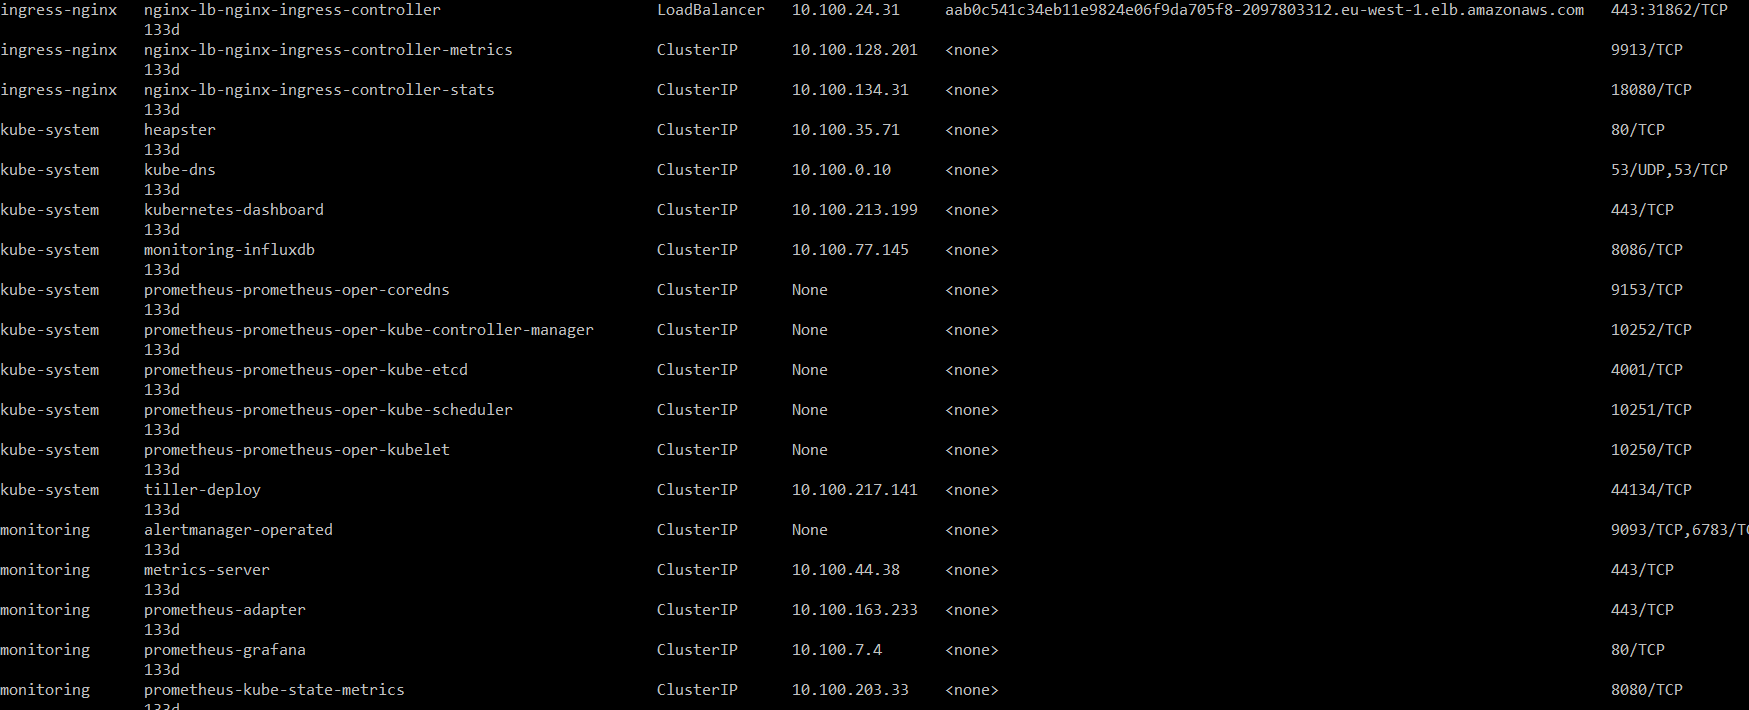 ingress-nginx nginx-lb-nginx-ingress-controller LoadBalancer 10.100.24.31 aab0c541c34eb11e9824e06f9da705f8-2097803312.eu-west-1.elb.amazonaws.com 443:31862/TCP
133d
ingress-nginx nginx-lb-nginx-ingress-controller-metrics ClusterIP 10.100.128.201 <none> 9913/TCP
133d
ingress-nginx nginx-lb-nginx-ingress-controller-stats ClusterIP 10.100.134.31 <none> 18080/TCP
133d
kube-system heapster ClusterIP 10.100.35.71 <none> 80/TCP
133d
kube-system kube-dns ClusterIP 10.100.0.10 <none> 53/UDP,53/TCP
133d
kube-system kubernetes-dashboard ClusterIP 10.100.213.199 <none> 443/TCP
133d
kube-system monitoring-influxdb ClusterIP 10.100.77.145 <none> 8086/TCP
133d
kube-system prometheus-prometheus-oper-coredns ClusterIP None <none> 9153/TCP
133d
kube-system prometheus-prometheus-oper-kube-controller-manager ClusterIP None <none> 10252/TCP
133d
kube-system prometheus-prometheus-oper-kube-etcd ClusterIP None <none> 4001/TCP
133d
kube-system prometheus-prometheus-oper-kube-scheduler ClusterIP None <none> 10251/TCP
133d
kube-system prometheus-prometheus-oper-kubelet ClusterIP None <none> 10250/TCP
133d
kube-system tiller-deploy ClusterIP 10.100.217.141 <none> 44134/TCP
133d
monitoring alertmanager-operated ClusterIP None <none> 9093/TCP,6783/TC
133d
monitoring metrics-server ClusterIP 10.100.44.38 <none> 443/TCP
133d
monitoring prometheus-adapter ClusterIP 10.100.163.233 <none> 443/TCP
133d
monitoring prometheus-grafana ClusterIP 10.100.7.4 <none> 80/TCP
133d
monitoring prometheus-kube-state-metrics ClusterIP 10.100.203.33 <none> 8080/TCP
133d